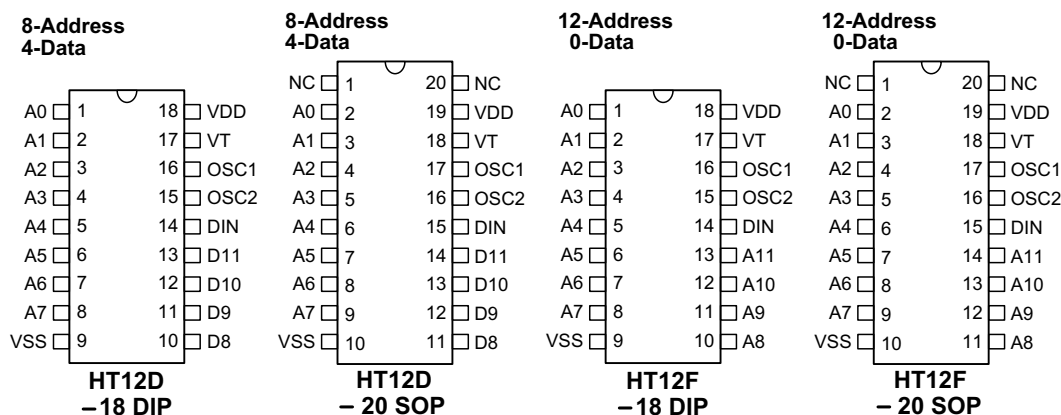 8-Address
4-Data
A0 1 18 VDD
A1 2 17 VT
A2 3 16 OSC1
A3 4 15 OSC2
A4 5 14 DIN
A5 6 13 D11
A6 7 12 D10
A7 8 11 D9
VSS 9 10 D8
HT12D
–18 DIP
8-Address
4-Data
NC 1 20 NC
A0 2 19 VDD
A1 3 18 VT
A2 4 17 OSC1
A3 5 16 OSC2
A4 6 15 DIN
A5 7 14 D11
A6 8 13 D10
A7 9 12 D9
VSS 10 11 D8
HT12D
– 20 SOP
12-Address
0-Data
A0 1 18 VDD
A1 2 17 VT
A2 3 16 OSC1
A3 4 15 OSC2
A4 5 14 DIN
A5 6 13 A11
A6 7 12 A10
A7 8 11 A9
VSS 9 10 A8
HT12F
–18 DIP
12-Address
0-Data
NC 1 20 NC
A0 2 19 VDD
A1 3 18 VT
A2 4 17 OSC1
A3 5 16 OSC2
A4 6 15 DIN
A5 7 14 A11
A6 8 13 A10
A7 9 12 A9
VSS 10 11 A8
HT12F
– 20 SOP